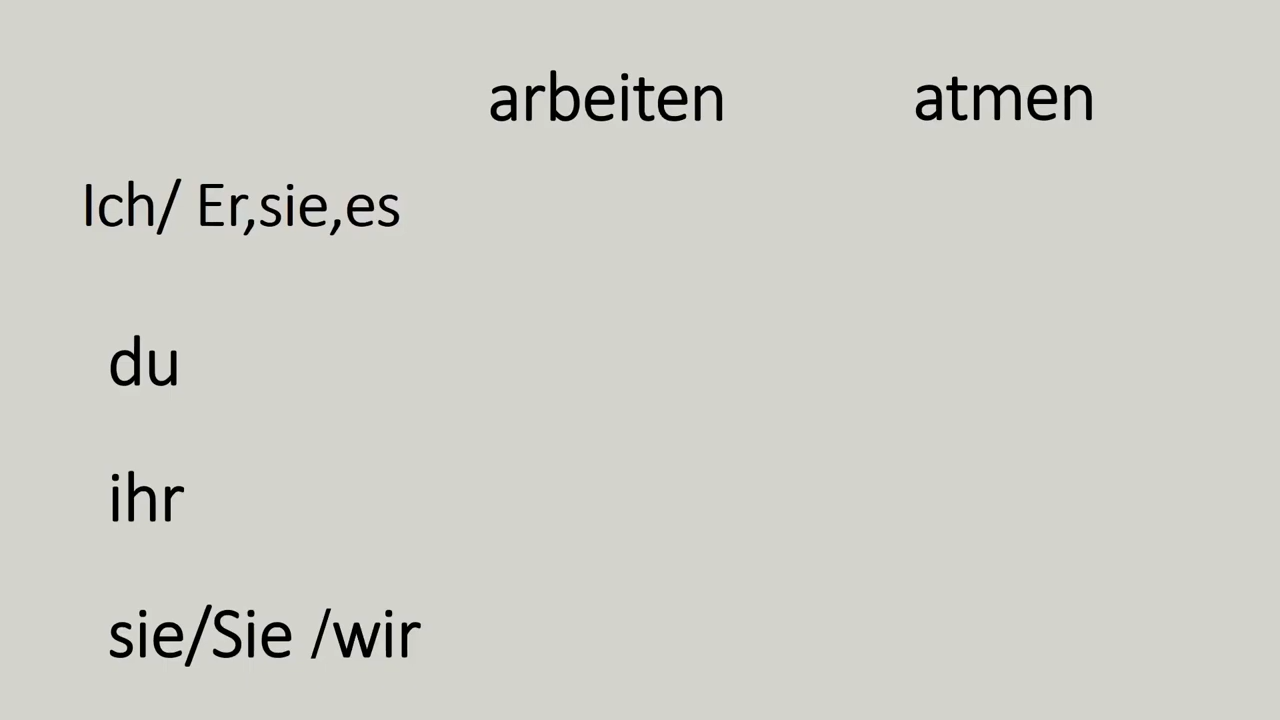 arbeiten atmen
Ich/ Er,sie,es
du
ihr
sie/Sie /wir